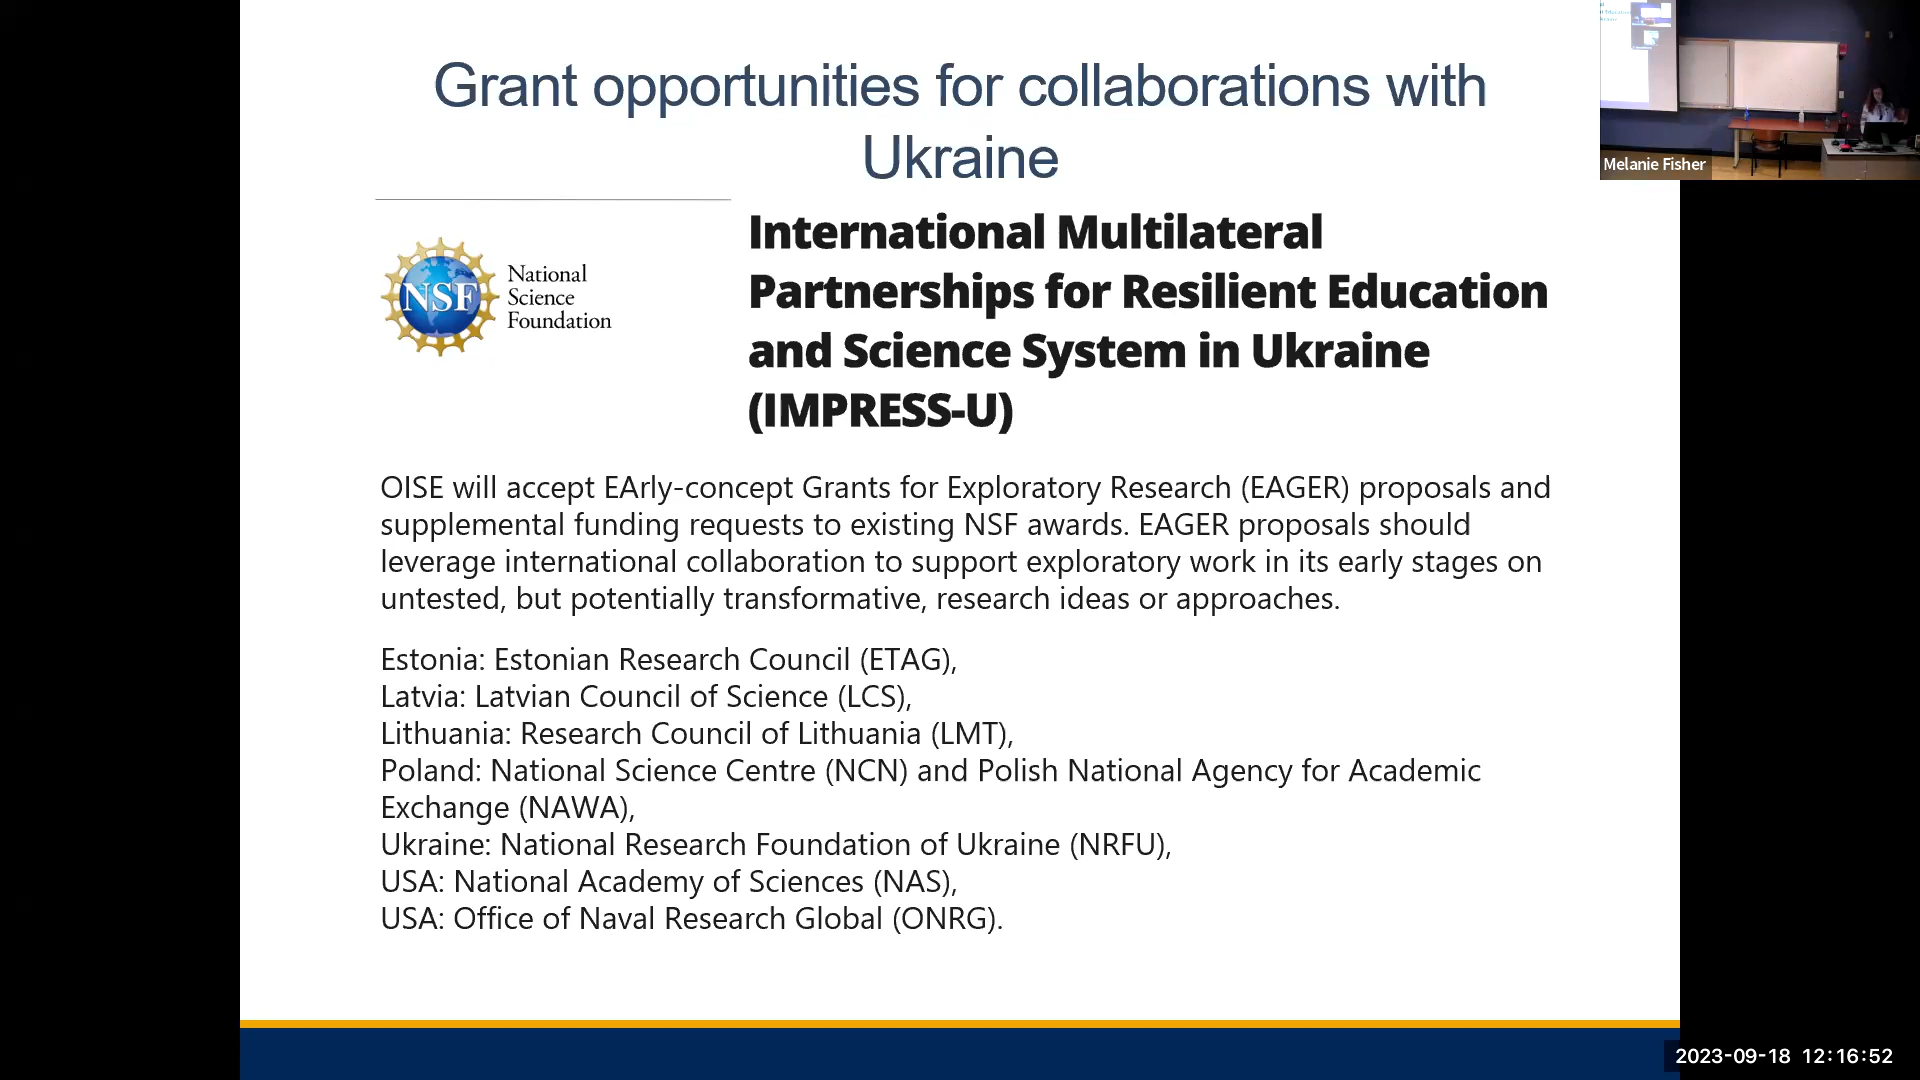 Grant opportunities for collaborations with
Ukraine
NSF
National
Science
Foundation
International Multilateral
Partnerships for Resilient Education
and Science System in Ukraine
(IMPRESS-U)
OISE will accept EArly-concept Grants for Exploratory Research (EAGER) proposals and
supplemental funding requests to existing NSF awards. EAGER proposals should
leverage international collaboration to support exploratory work in its early stages on
untested, but potentially transformative, research ideas or approaches.
Estonia: Estonian Research Council (ETAG),
Latvia: Latvian Council of Science (LCS),
Lithuania: Research Council of Lithuania (LMT),
Poland: National Science Centre (NCN) and Polish National Agency for Academic
Exchange (NAWA),
Ukraine: National Research Foundation of Ukraine (NRFU),
USA: National Academy of Sciences (NAS),
USA: Office of Naval Research Global (ONRG).
Melanie Fisher
2023-09-18 12:16:52